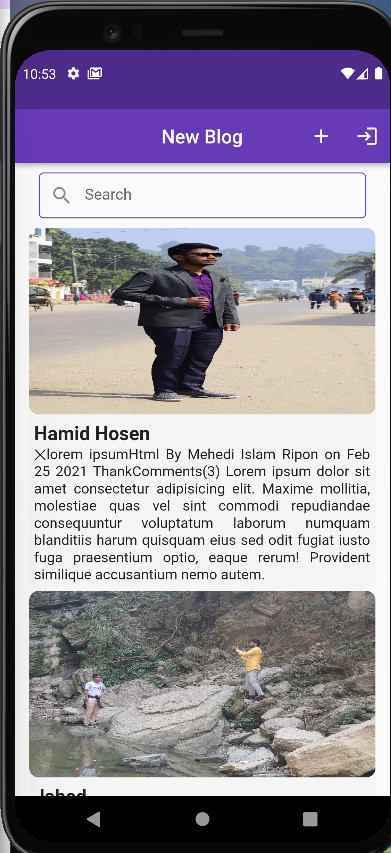 10:53
New Blog
Search
Hamid Hosen
lorem ipsumHtml By Mehedi Islam Ripon on Feb
25 2021 ThankComments(3) Lorem ipsum dolor sit
amet consectetur adipisicing elit. Maxime mollitia,
molestiae quas vel sint commodi repudiandae
consequuntur voluptatum laborum numquam
blanditiis harum quisquam eius sed odit fugiat iusto
fuga praesentium optio, eaque rerum! Provident
similique accusantium nemo autem.